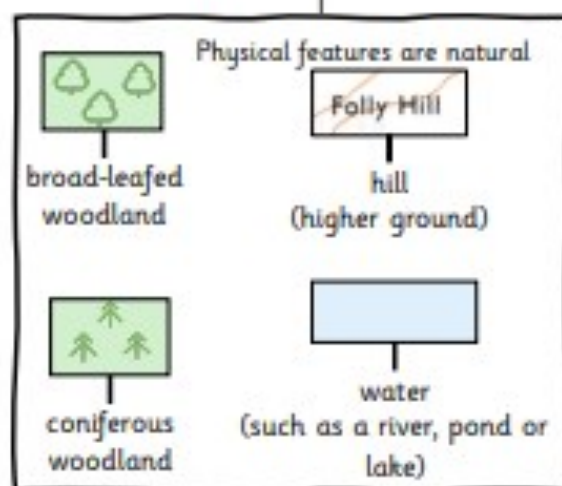 Physical features are natural
Folly Hill
broad-leafed
woodland
hill
(higher ground)
coniferous
woodland
water
(such as a river, pond or
lake)